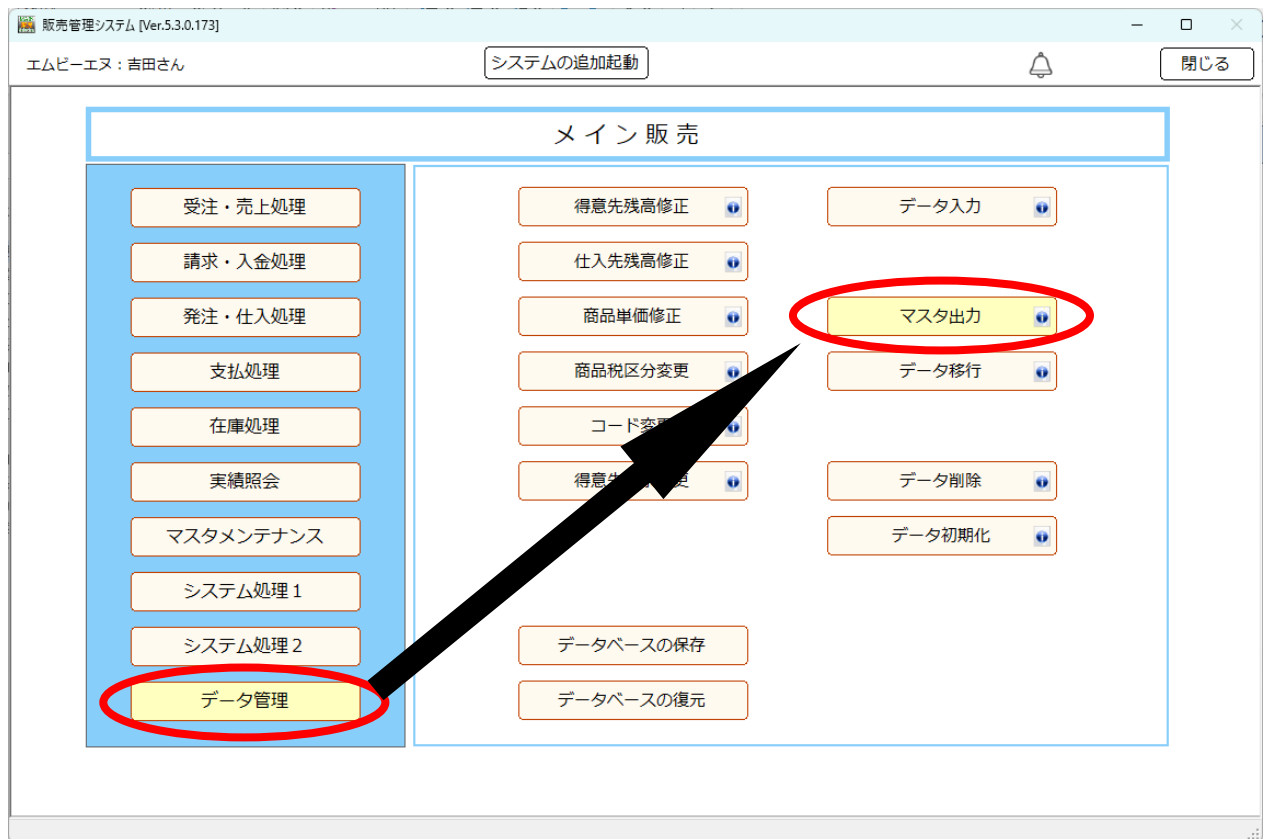 販売管理システム [Ver.5.3.0.173]
エムビーエヌ：吉田さん
システムの追加起動
閉じる
メイン販売
受注・売上処理
請求・入金処理
発注・仕入処理
支払処理
在庫処理
実績照会
マスタメンテナンス
システム処理１
システム処理２
データ管理
得意先残高修正
仕入先残高修正
商品単価修正
商品税区分変更
コード変
得意
データベースの保存
データベースの復元
データ入力
マスタ出力
データ移行
データ削除
データ初期化